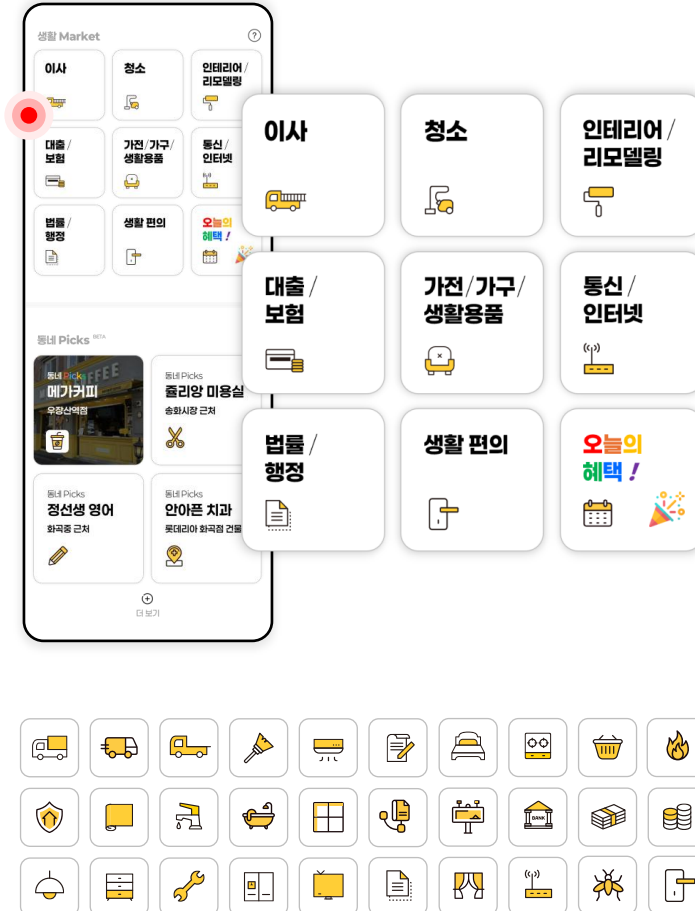 생활 Market
?
이사
청소
인테리어/
리모델링
대출/
보험
가전/가구/
생활용품
통신/
인터넷
법률/
행정
생활 편의
오늘의
혜택!
동네 Picks BETA
동네 Picks
메가커피
우장산역점
동네 Picks
쥴리앙 미용실
송화시장 근처
동네 Picks
정선생 영어
화곡중 근처
동네 Picks
안아픈 치과
롯데리아 화곡점 건물
더 보기
이사
청소
인테리어/
리모델링
대출/
보험
가전/가구/
생활용품
통신/
인터넷
법률/
행정
생활 편의
오늘의
혜택!
BANK